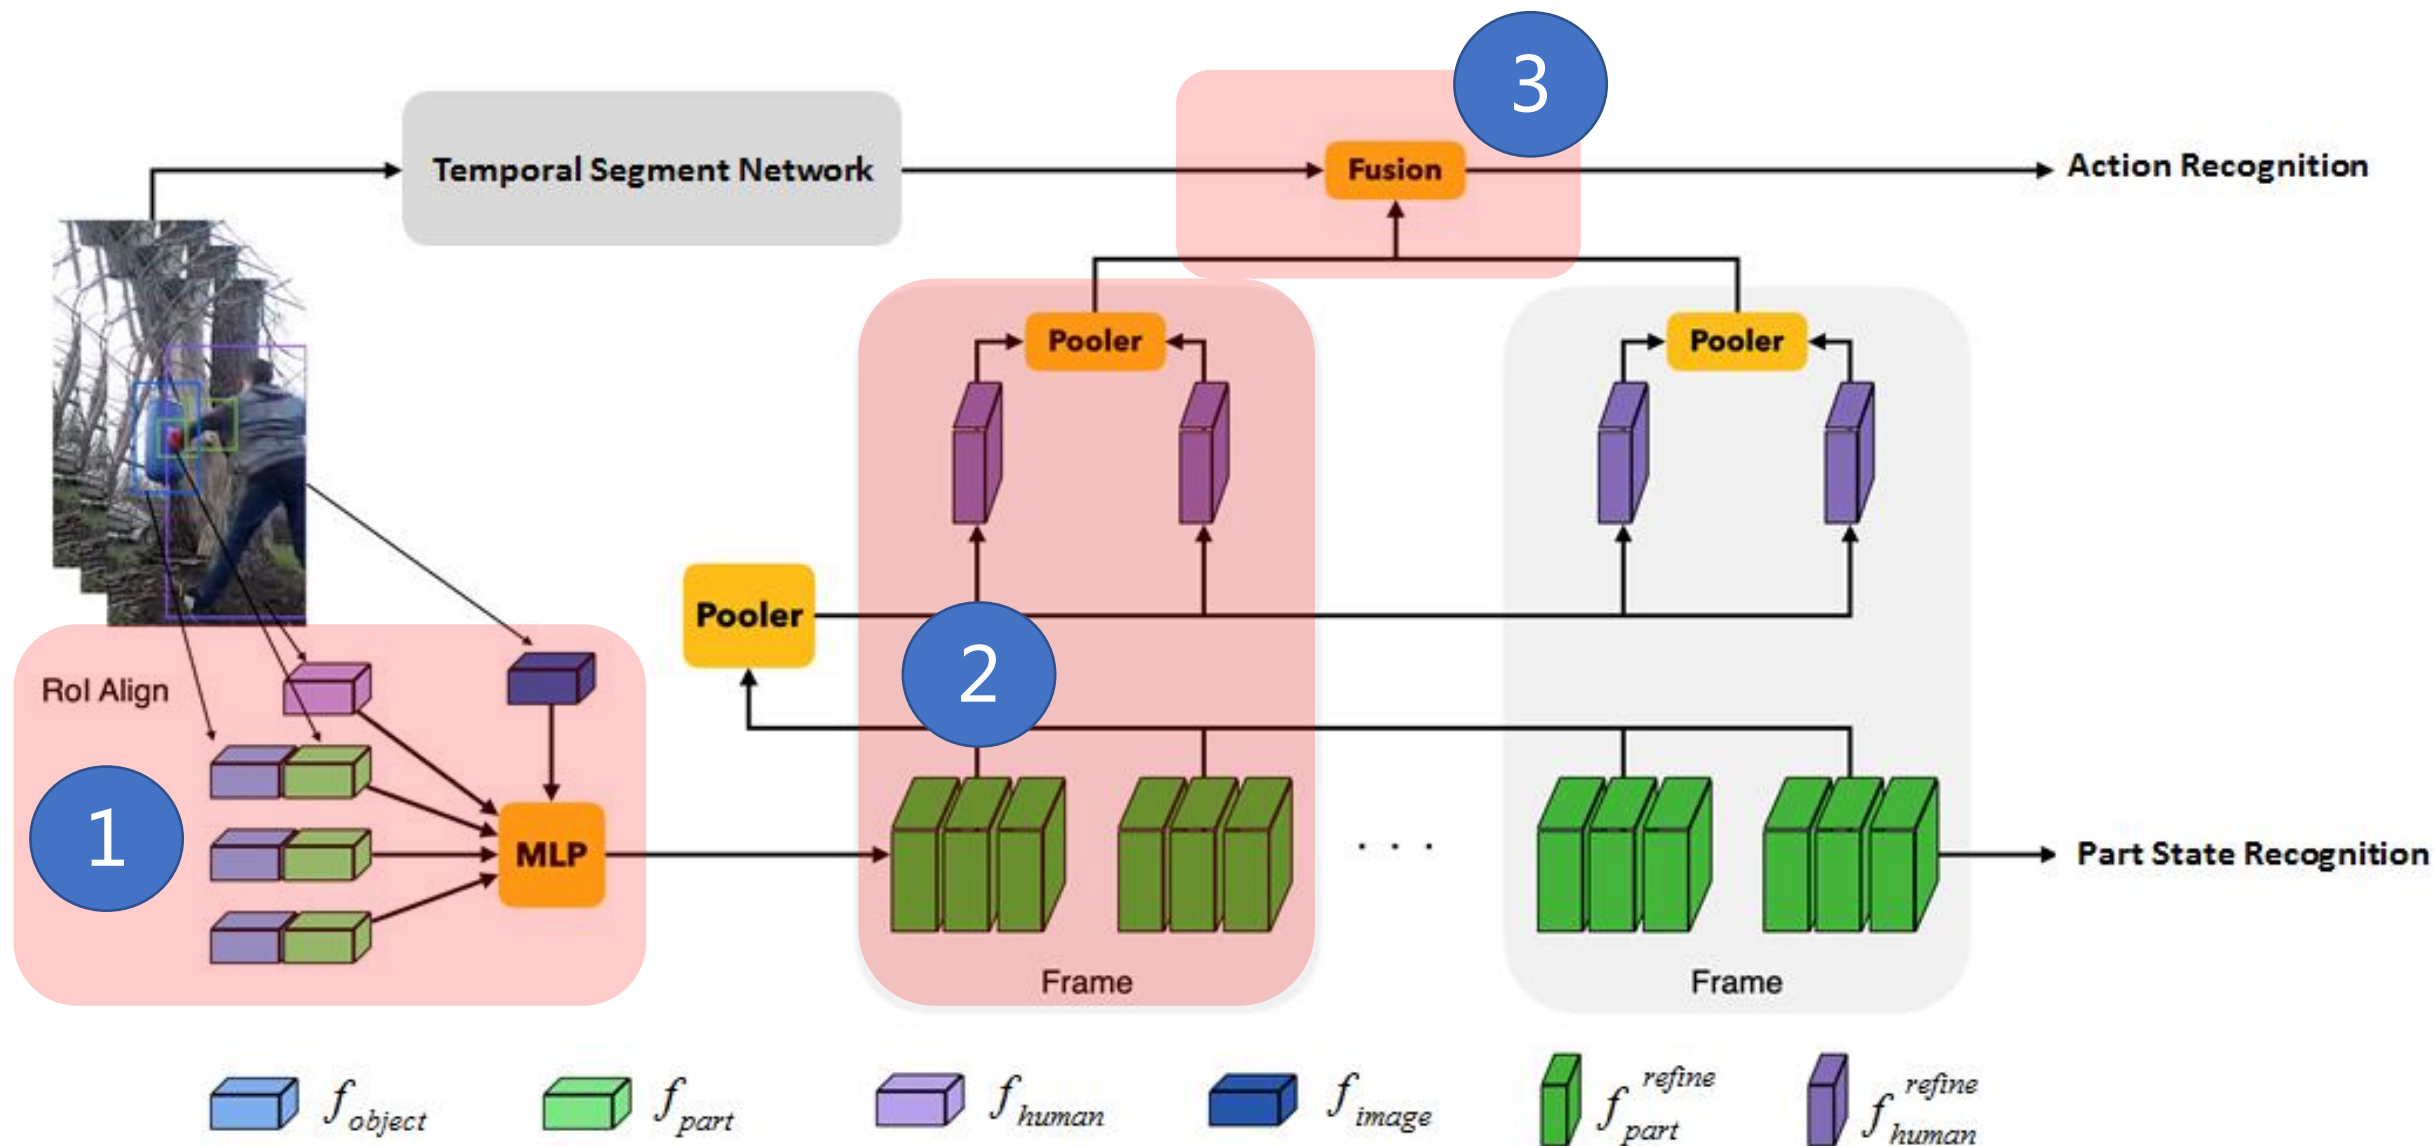 3
Temporal Segment Network
Fusion
Action Recognition
Pooler
Pooler
Pooler
RoI Align
2
1
MLP
. . .
Part State Recognition
Frame
Frame
f object
f part
f human
f image
f part refine
f human refine